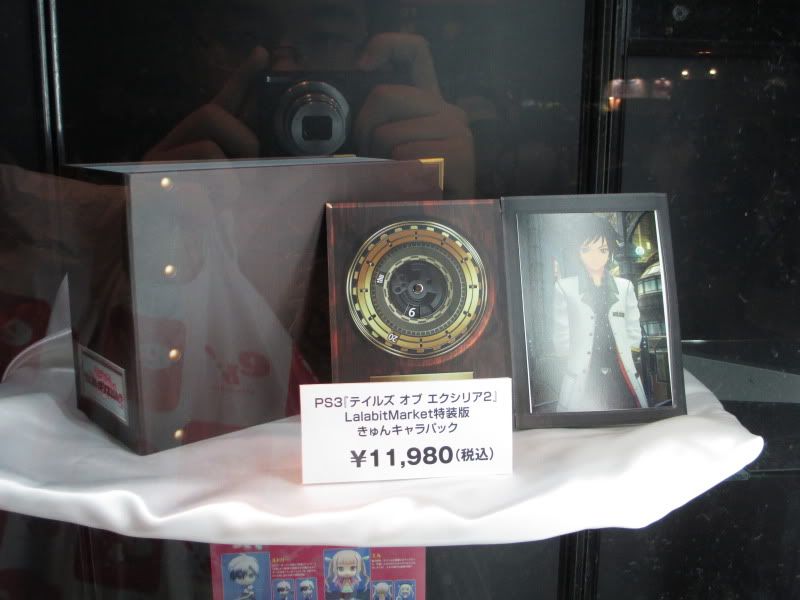 PS3『テイルズ オブ エクシリア2』
LalabitMarket特装版
きゅんキャラパック
¥11,980(税込)
9
20